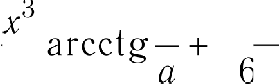 x³ arcctg — + —
a 6